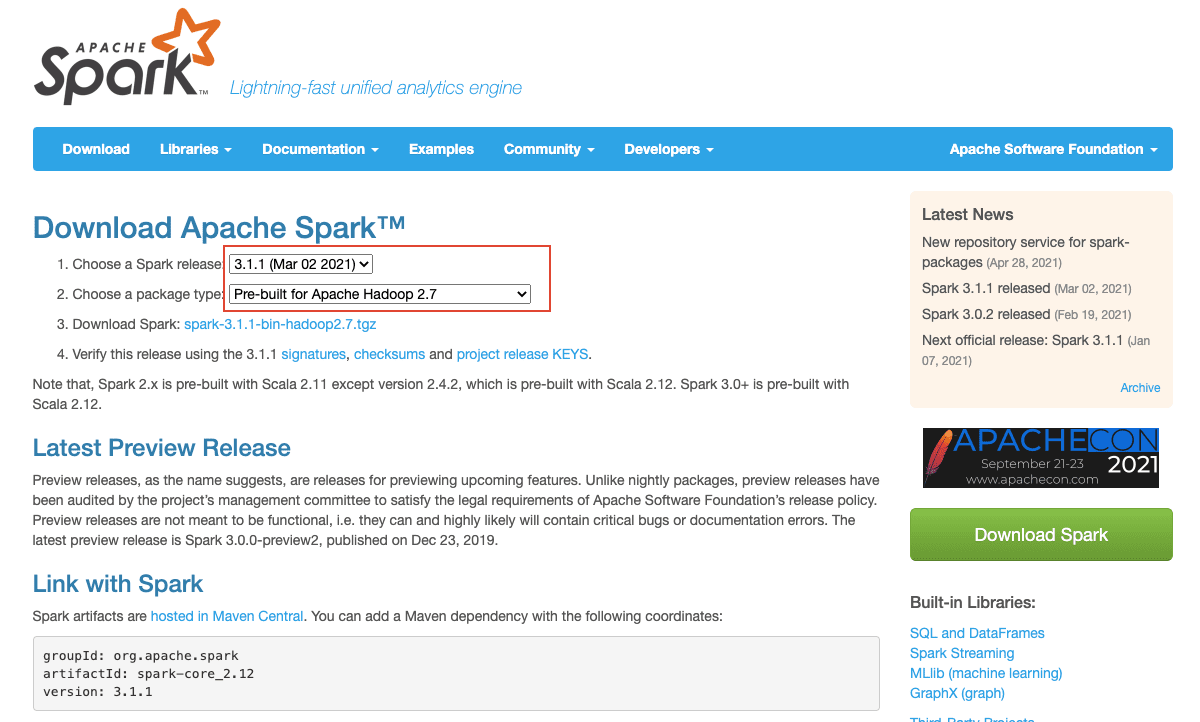 APACHE
Spark™
Lightning-fast unified analytics engine
Download Libraries Documentation Examples Community Developers Apache Software Foundation
Download Apache Spark™
1. Choose a Spark release: 3.1.1 (Mar 02 2021)
2. Choose a package type: Pre-built for Apache Hadoop 2.7
3. Download Spark: spark-3.1.1-bin-hadoop2.7.tgz
4. Verify this release using the 3.1.1 signatures, checksums and project release KEYS.
Note that, Spark 2.x is pre-built with Scala 2.11 except version 2.4.2, which is pre-built with Scala 2.12. Spark 3.0+ is pre-built with
Scala 2.12.
Latest Preview Release
Preview releases, as the name suggests, are releases for previewing upcoming features. Unlike nightly packages, preview releases have
been audited by the project’s management committee to satisfy the legal requirements of Apache Software Foundation’s release policy.
Preview releases are not meant to be functional, i.e. they can and highly likely will contain critical bugs or documentation errors. The
latest preview release is Spark 3.0.0-preview2, published on Dec 23, 2019.
Link with Spark
Spark artifacts are hosted in Maven Central. You can add a Maven dependency with the following coordinates:
groupId: org.apache.spark
artifactId: spark-core_2.12
version: 3.1.1
Latest News
New repository service for spark-
packages (Apr 28, 2021)
Spark 3.1.1 released (Mar 02, 2021)
Spark 3.0.2 released (Feb 19, 2021)
Next official release: Spark 3.1.1 (Jan
07, 2021)
Archive
APACHECON
September 21-23 2021
www.apachecon.com
Download Spark
Built-in Libraries:
SQL and DataFrames
Spark Streaming
MLlib (machine learning)
GraphX (graph)
Third-Party Projects